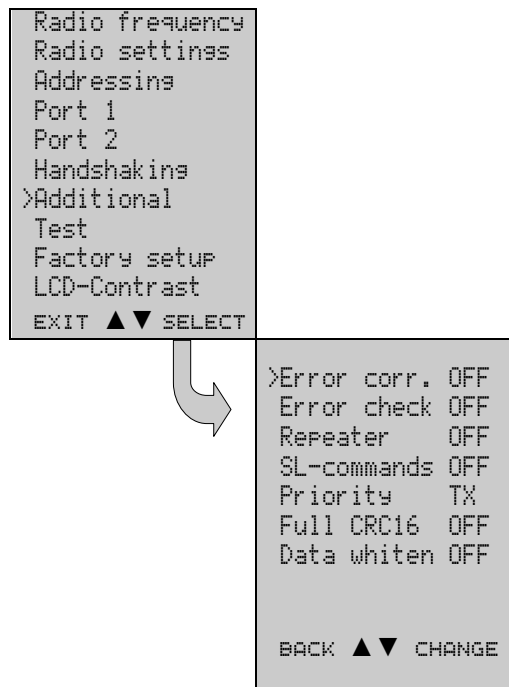 Radio frequency
Radio settings
Addressing
Port 1
Port 2
Handshaking
>Additional
Test
Factory setup
LCD-Contrast
EXIT ▲▼ SELECT
>Error corr. OFF
Error check OFF
Repeater OFF
SL-commands OFF
Priority TX
Full CRC16 OFF
Data whiten OFF
BACK ▲▼ CHANGE